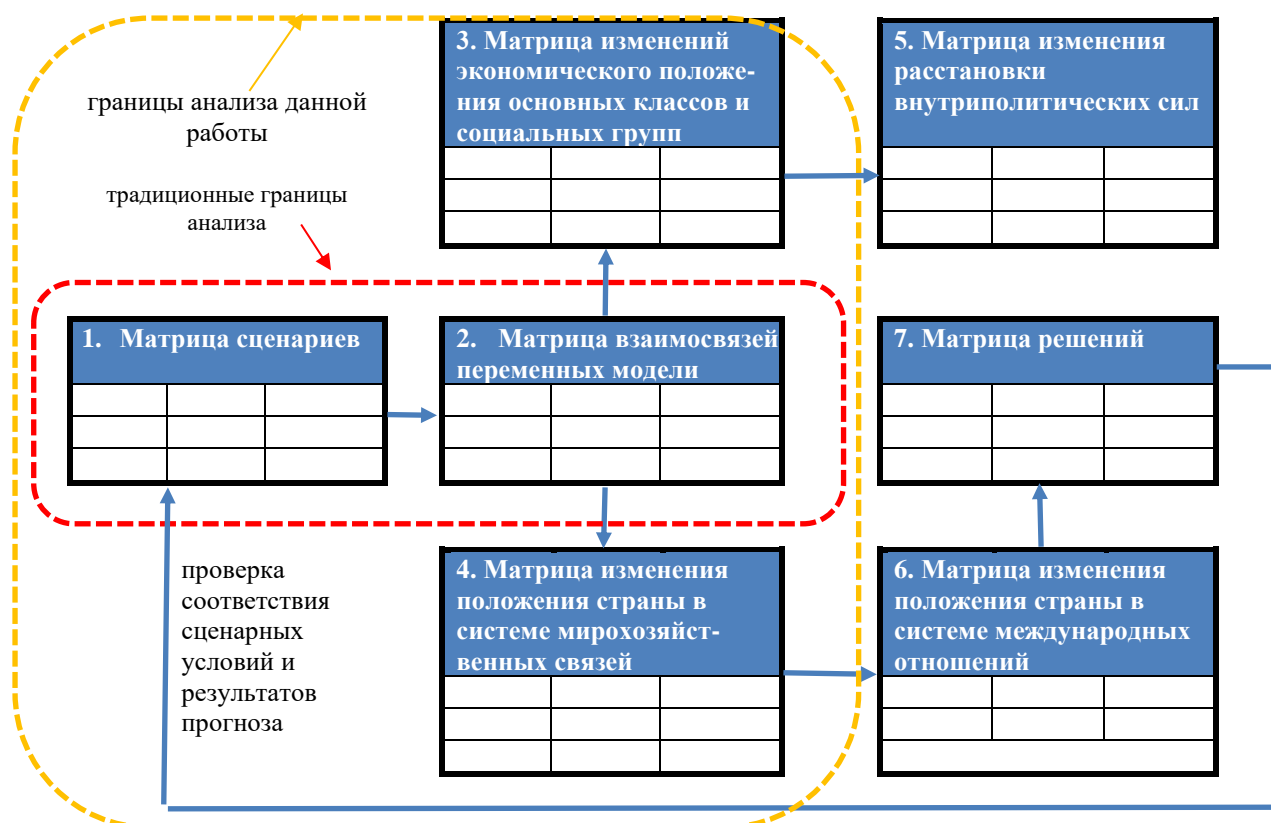 границы анализа данной
работы
традиционные границы
анализа
3. Матрица изменений
экономического положе-
ния основных классов и
социальных групп
5. Матрица изменения
расстановки
внутриполитических сил
1. Матрица сценариев
2. Матрица взаимосвязей
переменных модели
7. Матрица решений
проверка
соответствия
сценарных
условий и
результатов
прогноза
4. Матрица изменения
положения страны в
системе мирохозяйст-
венных связей
6. Матрица изменения
положения страны в
системе международных
отношений